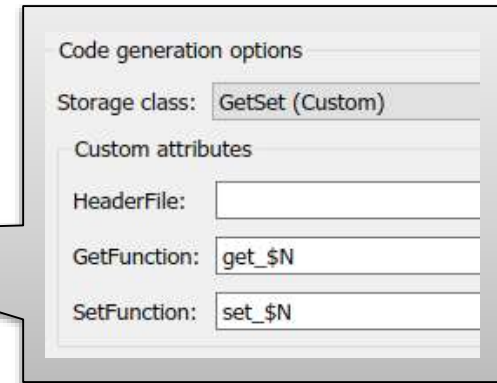 Code generation options
Storage class: GetSet (Custom)
Custom attributes
HeaderFile:
GetFunction: get_$N
SetFunction: set_$N